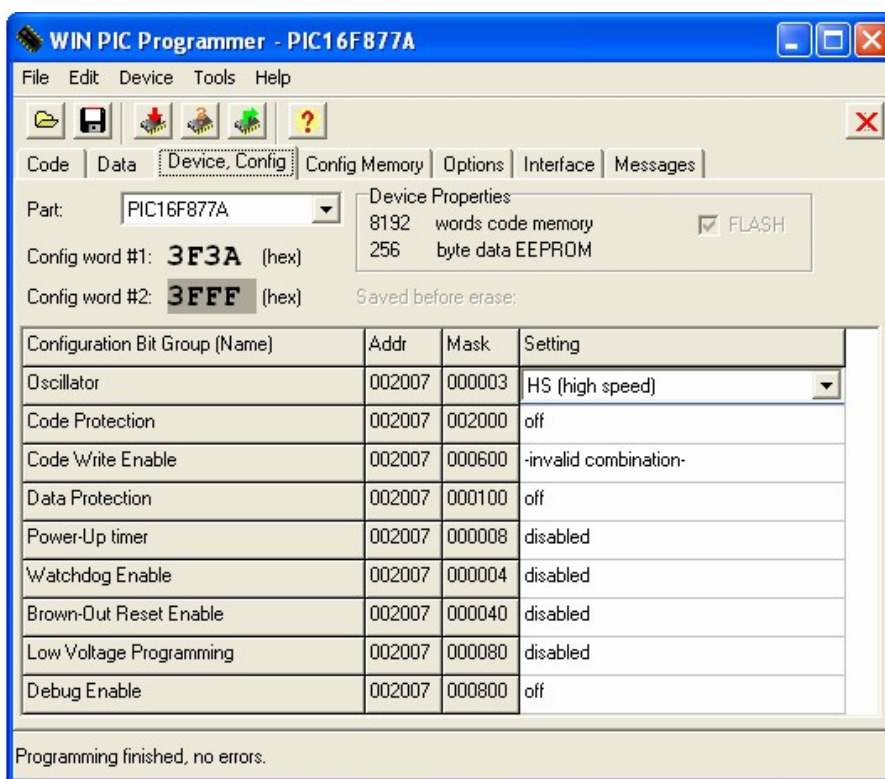 WIN PIC Programmer - PIC16F877A
File Edit Device Tools Help
Code Data Device, Config Config Memory Options Interface Messages
Part: PIC16F877A
Device Properties
8192 words code memory FLASH
256 byte data EEPROM
Config word #1: 3F3A (hex)
Config word #2: 3FFF (hex) Saved before erase:
Configuration Bit Group (Name) Addr Mask Setting
Oscillator 002007 000003 HS (high speed)
Code Protection 002007 002000 off
Code Write Enable 002007 000600 -invalid combination-
Data Protection 002007 000100 off
Power-Up timer 002007 000008 disabled
Watchdog Enable 002007 000004 disabled
Brown-Out Reset Enable 002007 000040 disabled
Low Voltage Programming 002007 000080 disabled
Debug Enable 002007 000800 off
Programming finished, no errors.